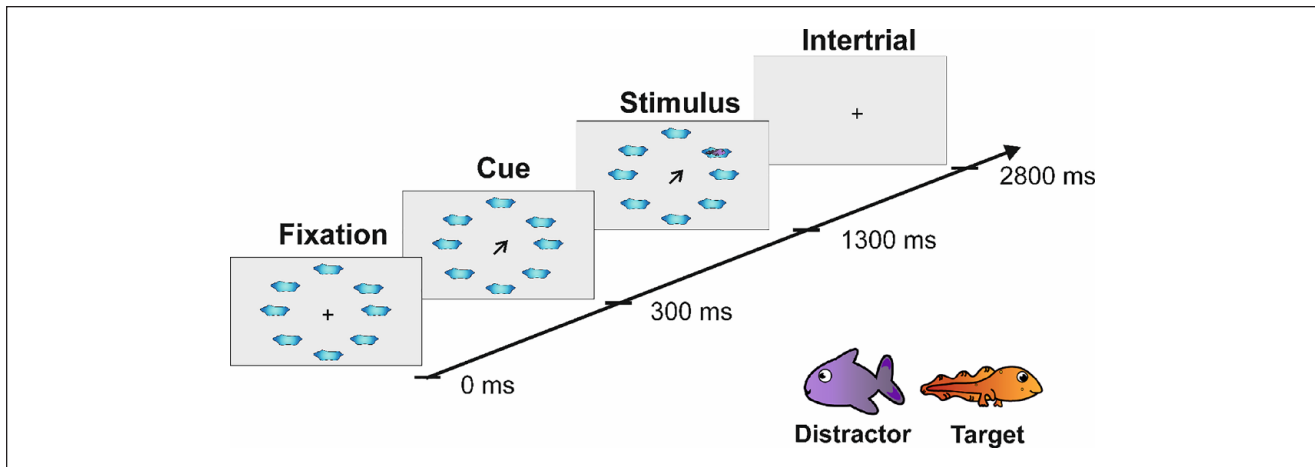 Intertrial
Stimulus
Cue
Fixation
+
+
2800 ms
1300 ms
300 ms
0 ms
Distractor Target